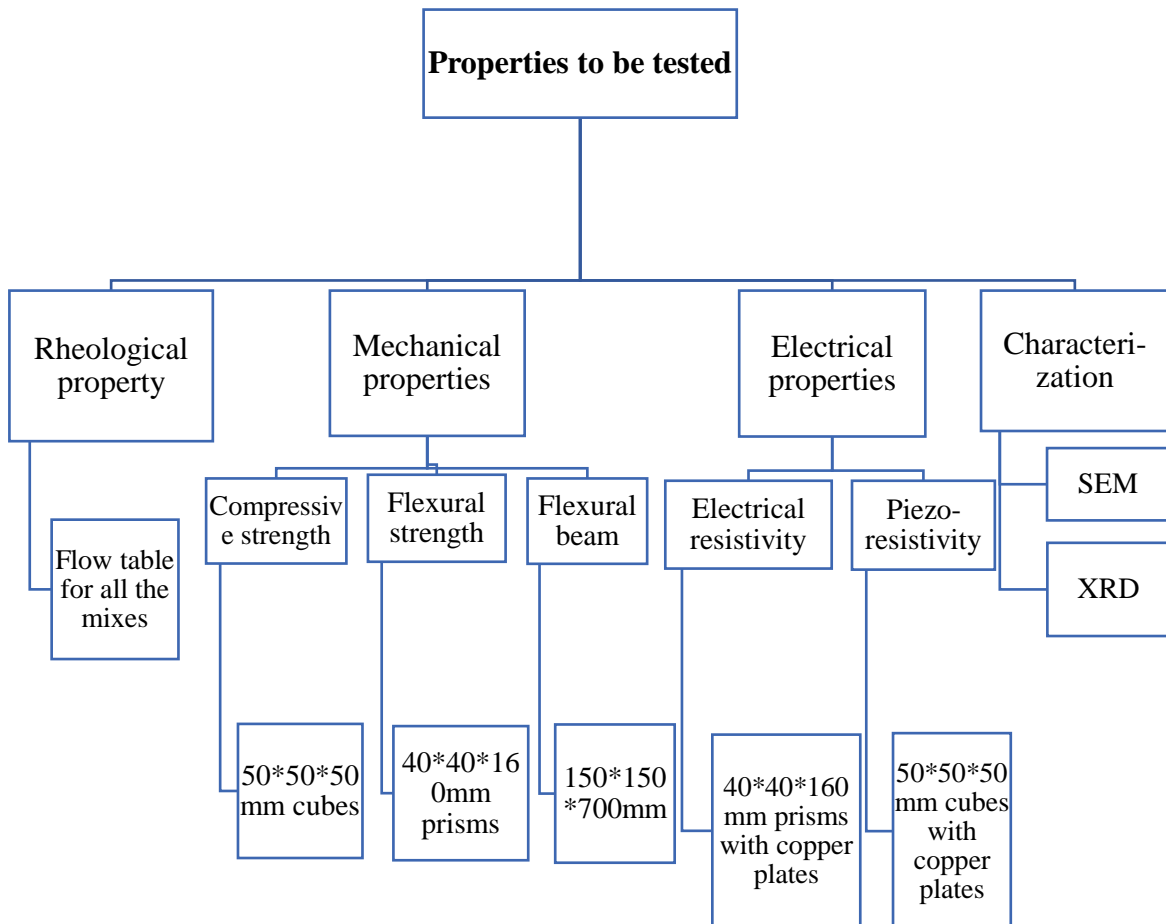 Properties to be tested
Rheological
property
Mechanical
properties
Electrical
properties
Characteri-
zation
Flow table
for all the
mixes
Compressiv
e strength
Flexural
strength
Flexural
beam
Electrical
resistivity
Piezo-
resistivity
SEM
XRD
50*50*50
mm cubes
40*40*16
0mm
prisms
150*150
*700mm
40*40*160
mm prisms
with copper
plates
50*50*50
mm cubes
with
copper
plates